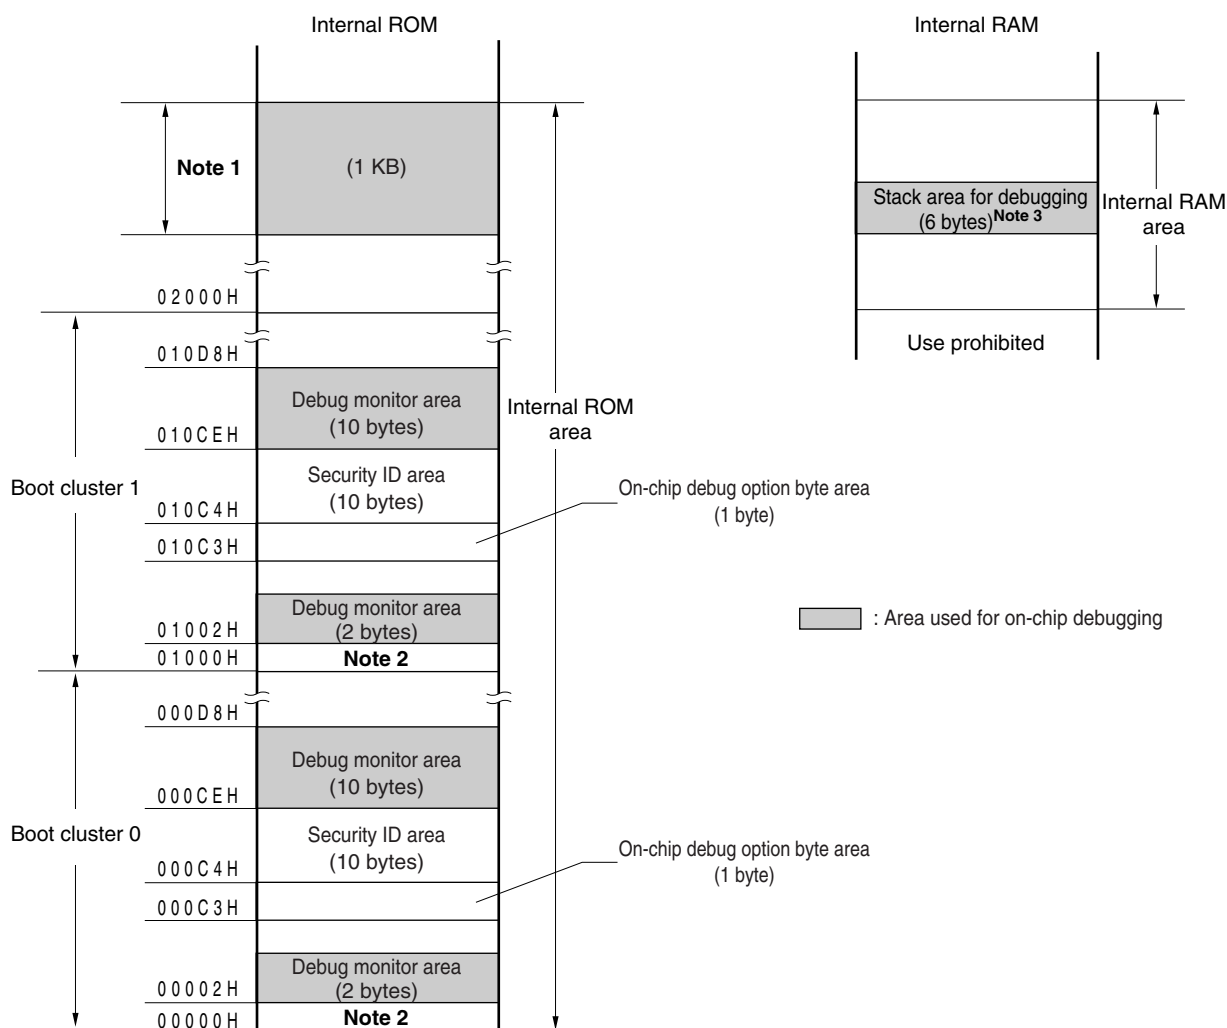 Internal ROM
Internal RAM
Note 1
(1 KB)
Stack area for debugging
(6 bytes)Note 3
Internal RAM
area
02000H
Use prohibited
010D8H
Debug monitor area
(10 bytes)
Internal ROM
area
010CEH
Boot cluster 1
Security ID area
(10 bytes)
On-chip debug option byte area
(1 byte)
010C4H
010C3H
Debug monitor area
(2 bytes)
: Area used for on-chip debugging
01002H
01000H
Note 2
000D8H
Debug monitor area
(10 bytes)
000CEH
Boot cluster 0
Security ID area
(10 bytes)
On-chip debug option byte area
(1 byte)
000C4H
000C3H
Debug monitor area
(2 bytes)
00002H
00000H
Note 2